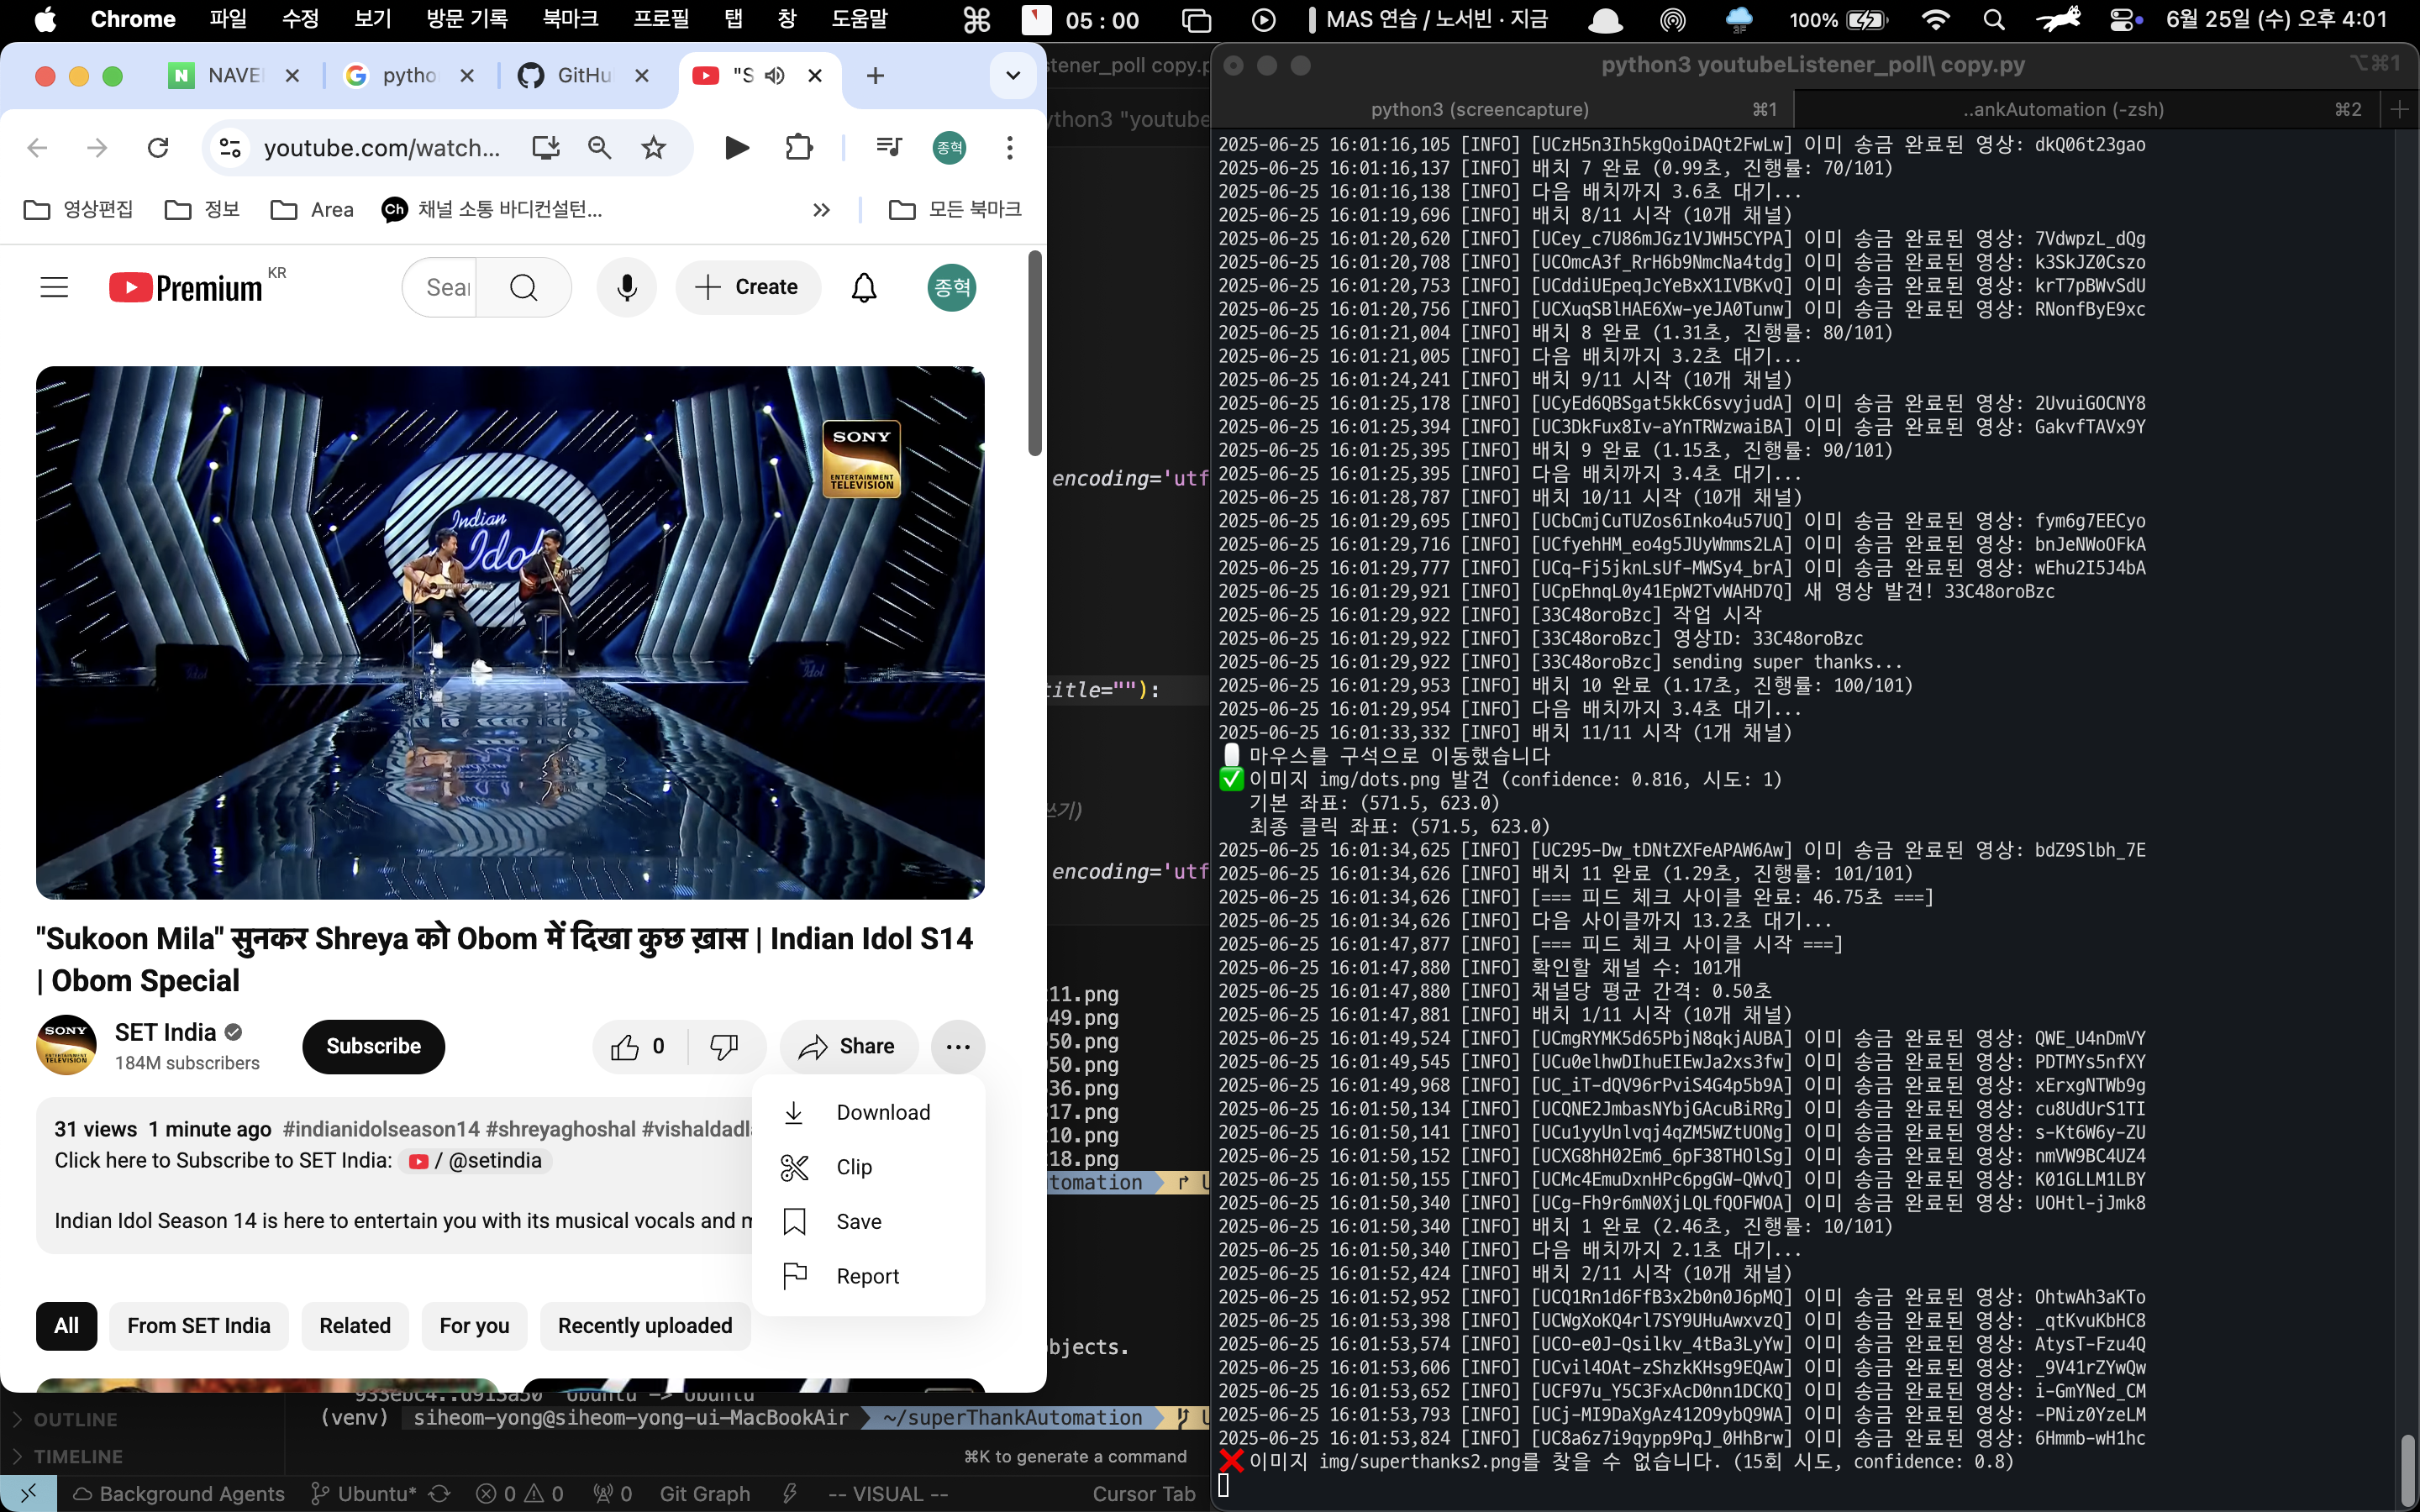 Chrome 파일 수정 보기 방문 기록 북마크 프로필 탭 창 도움말 05 : 00 MAS 연습 / 노서빈 · 지금 100% 6월 25일 (수) 오후 4:01
NAVE pytho GitHu "S
youtube.com/watch... 종혁
영상편집 정보 Area Ch 채널 소통 바디컨설턴... » 모든 북마크
Premium KR Sear Create 종혁
SONY
ENTERTAINMENT
TELEVISION
Indian
Idol
"Sukoon Mila" सुनकर Shreya को Obom में दिखा कुछ ख़ास | Indian Idol S14
| Obom Special
SONY
SET India
184M subscribers
Subscribe
0
Share
Download
Clip
Save
Report
31 views 1 minute ago #indianidolseason14 #shreyaghoshal #vishaldadl
Click here to Subscribe to SET India: / @setindia
Indian Idol Season 14 is here to entertain you with its musical vocals and m
All From SET India Related For you Recently uploaded
stener_poll copy.p
ython3 "youtube
encoding='utf
title=""):
쓰기)
encoding='utf
11.png
49.png
50.png
50.png
36.png
17.png
10.png
18.png
tomation
bjects.
933ebc4..d913a50 Ubuntu -> Ubuntu
(venv) siheom-yong@siheom-yong-ui-MacBookAir ~/superThankAutomation
OUTLINE
TIMELINE
⌘K to generate a command
Background Agents Ubuntu* 0 0 0 Git Graph -- VISUAL -- Cursor Tab
python3 youtubeListener_poll\ copy.py ⌥⌘1
python3 (screencapture) ⌘1 ..ankAutomation (-zsh) ⌘2
2025-06-25 16:01:16,105 [INFO] [UCzH5n3Ih5kgQoiDAQt2FwLw] 이미 송금 완료된 영상: dkQ06t23gao
2025-06-25 16:01:16,137 [INFO] 배치 7 완료 (0.99초, 진행률: 70/101)
2025-06-25 16:01:16,138 [INFO] 다음 배치까지 3.6초 대기...
2025-06-25 16:01:19,696 [INFO] 배치 8/11 시작 (10개 채널)
2025-06-25 16:01:20,620 [INFO] [UCey_c7U86mJGz1VJWH5CYPA] 이미 송금 완료된 영상: 7VdwpzL_dQg
2025-06-25 16:01:20,708 [INFO] [UCOmcA3f_RrH6b9NmcNa4tdg] 이미 송금 완료된 영상: k3SkJZ0Cszo
2025-06-25 16:01:20,753 [INFO] [UCddiUEpeqJcYeBxX1IVBKvQ] 이미 송금 완료된 영상: krT7pBWvSdU
2025-06-25 16:01:20,756 [INFO] [UCXuqSBlHAE6Xw-yeJA0Tunw] 이미 송금 완료된 영상: RNonfByE9xc
2025-06-25 16:01:21,004 [INFO] 배치 8 완료 (1.31초, 진행률: 80/101)
2025-06-25 16:01:21,005 [INFO] 다음 배치까지 3.2초 대기...
2025-06-25 16:01:24,241 [INFO] 배치 9/11 시작 (10개 채널)
2025-06-25 16:01:25,178 [INFO] [UCyEd6QBSgat5kkC6svyjudA] 이미 송금 완료된 영상: 2UvuiGOCNY8
2025-06-25 16:01:25,394 [INFO] [UC3DkFux8Iv-aYnTRWzwaiBA] 이미 송금 완료된 영상: GakvfTAVx9Y
2025-06-25 16:01:25,395 [INFO] 배치 9 완료 (1.15초, 진행률: 90/101)
2025-06-25 16:01:25,395 [INFO] 다음 배치까지 3.4초 대기...
2025-06-25 16:01:28,787 [INFO] 배치 10/11 시작 (10개 채널)
2025-06-25 16:01:29,695 [INFO] [UCbCmjCuTUZos6Inko4u57UQ] 이미 송금 완료된 영상: fym6g7EECyo
2025-06-25 16:01:29,716 [INFO] [UCfyehHM_eo4g5JUyWmms2LA] 이미 송금 완료된 영상: bnJeNWoOFkA
2025-06-25 16:01:29,777 [INFO] [UCq-Fj5jknLsUf-MWSy4_brA] 이미 송금 완료된 영상: wEhu2I5J4bA
2025-06-25 16:01:29,921 [INFO] [UCpEhnqL0y41EpW2TvWAHD7Q] 새 영상 발견! 33C48oroBzc
2025-06-25 16:01:29,922 [INFO] [33C48oroBzc] 작업 시작
2025-06-25 16:01:29,922 [INFO] [33C48oroBzc] 영상ID: 33C48oroBzc
2025-06-25 16:01:29,922 [INFO] [33C48oroBzc] sending super thanks...
2025-06-25 16:01:29,953 [INFO] 배치 10 완료 (1.17초, 진행률: 100/101)
2025-06-25 16:01:29,954 [INFO] 다음 배치까지 3.4초 대기...
2025-06-25 16:01:33,332 [INFO] 배치 11/11 시작 (1개 채널)
마우스를 구석으로 이동했습니다
✅이미지 img/dots.png 발견 (confidence: 0.816, 시도: 1)
기본 좌표: (571.5, 623.0)
최종 클릭 좌표: (571.5, 623.0)
2025-06-25 16:01:34,625 [INFO] [UC295-Dw_tDNtZXFeAPAW6Aw] 이미 송금 완료된 영상: bdZ9Slbh_7E
2025-06-25 16:01:34,626 [INFO] 배치 11 완료 (1.29초, 진행률: 101/101)
2025-06-25 16:01:34,626 [INFO] [=== 피드 체크 사이클 완료: 46.75초 ===]
2025-06-25 16:01:34,626 [INFO] 다음 사이클까지 13.2초 대기...
2025-06-25 16:01:47,877 [INFO] [=== 피드 체크 사이클 시작 ===]
2025-06-25 16:01:47,880 [INFO] 확인할 채널 수: 101개
2025-06-25 16:01:47,880 [INFO] 채널당 평균 간격: 0.50초
2025-06-25 16:01:47,881 [INFO] 배치 1/11 시작 (10개 채널)
2025-06-25 16:01:49,524 [INFO] [UCmgRYMK5d65PbjN8qkjAUBA] 이미 송금 완료된 영상: QWE_U4nDmVY
2025-06-25 16:01:49,545 [INFO] [UCu0elhwDIhuEIEwJa2xs3fw] 이미 송금 완료된 영상: PDTMYs5nfXY
2025-06-25 16:01:49,968 [INFO] [UC_iT-dQV96rPviS4G4p5b9A] 이미 송금 완료된 영상: xErxgNTWb9g
2025-06-25 16:01:50,134 [INFO] [UCQNE2JmbasNYbjGAcuBiRRg] 이미 송금 완료된 영상: cu8UdUrS1TI
2025-06-25 16:01:50,141 [INFO] [UCu1yyUnlvqj4qZM5WZtUONg] 이미 송금 완료된 영상: s-Kt6W6y-ZU
2025-06-25 16:01:50,152 [INFO] [UCXG8hH02Em6_6pF38THOlSg] 이미 송금 완료된 영상: nmVW9BC4UZ4
2025-06-25 16:01:50,155 [INFO] [UCMc4EmuDxnHPc6pgGW-QWvQ] 이미 송금 완료된 영상: K01GLLM1LBY
2025-06-25 16:01:50,340 [INFO] [UCg-Fh9r6mN0XjLQLfQOFWOA] 이미 송금 완료된 영상: UOHtl-jJmk8
2025-06-25 16:01:50,340 [INFO] 배치 1 완료 (2.46초, 진행률: 10/101)
2025-06-25 16:01:50,340 [INFO] 다음 배치까지 2.1초 대기...
2025-06-25 16:01:52,424 [INFO] 배치 2/11 시작 (10개 채널)
2025-06-25 16:01:52,952 [INFO] [UCQ1Rn1d6FfB3x2b0n0J6pMQ] 이미 송금 완료된 영상: OhtwAh3aKTo
2025-06-25 16:01:53,398 [INFO] [UCWgXoKQ4rl7SY9UHuAwxvzQ] 이미 송금 완료된 영상: _qtKvuKbHC8
2025-06-25 16:01:53,574 [INFO] [UCO-e0J-Qsilkv_4tBa3LyYw] 이미 송금 완료된 영상: AtysT-Fzu4Q
2025-06-25 16:01:53,606 [INFO] [UCvil4OAt-zShzkKHsg9EQAw] 이미 송금 완료된 영상: _9V41rZYwQw
2025-06-25 16:01:53,652 [INFO] [UCF97u_Y5C3FxAcD0nn1DCKQ] 이미 송금 완료된 영상: i-GmYNed_CM
2025-06-25 16:01:53,793 [INFO] [UCj-MI9DaXgAz412O9ybQ9WA] 이미 송금 완료된 영상: -PNiz0YzeLM
2025-06-25 16:01:53,824 [INFO] [UC8a6z7i9qypp9PqJ_0HhBrw] 이미 송금 완료된 영상: 6Hmmb-wH1hc
❌이미지 img/superthanks2.png를 찾을 수 없습니다. (15회 시도, confidence: 0.8)